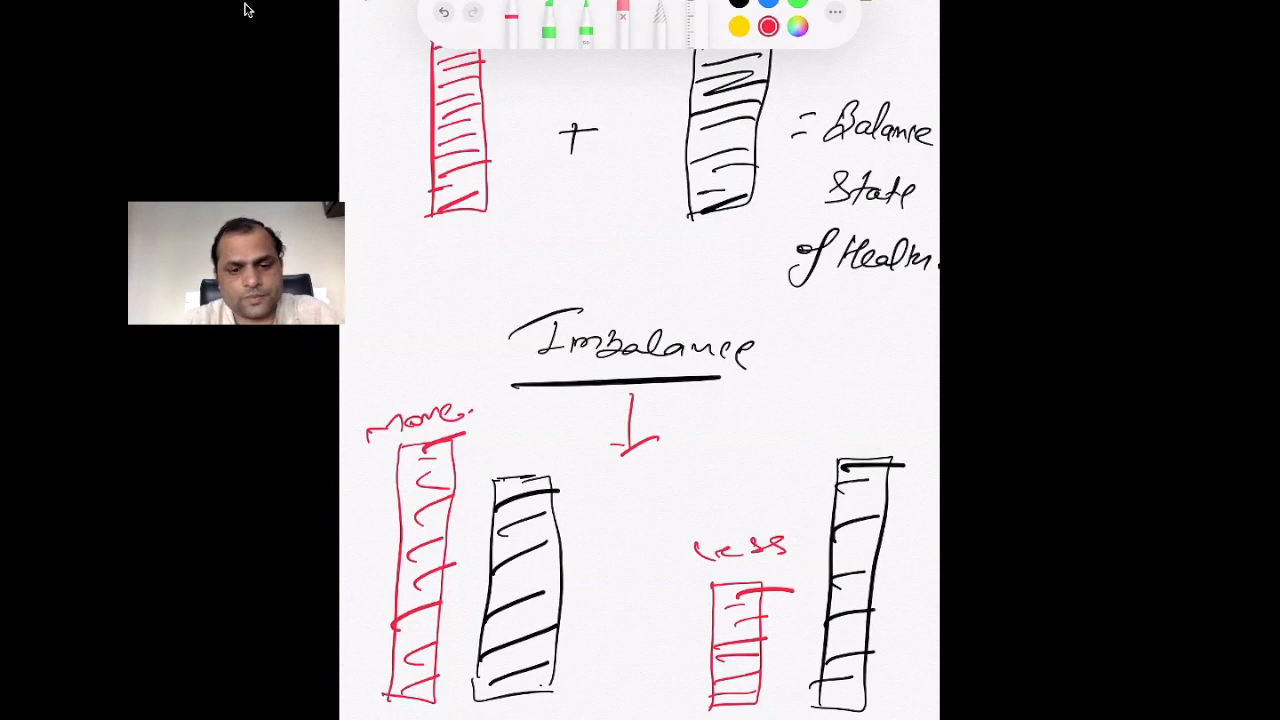 +
= Balance
State
of Health.
Imbalance
More.
Less